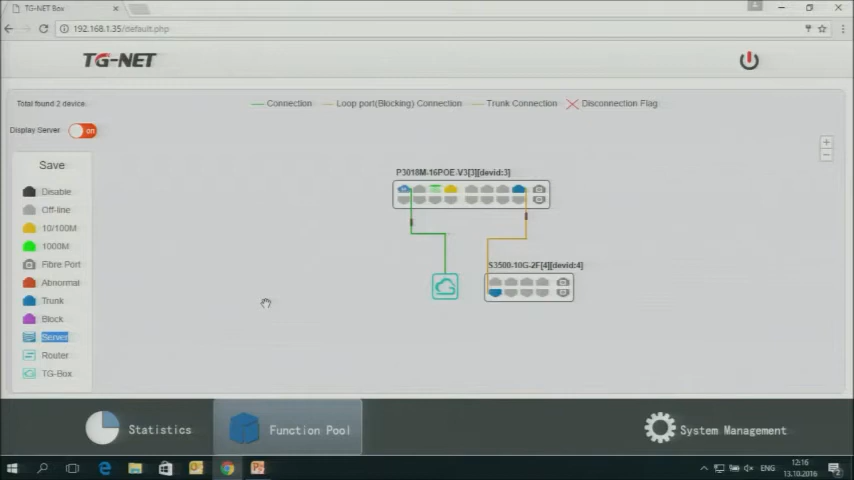 TG-NET Box
192.168.1.35/default.php
TG-NET
Total found 2 device.
Connection
Loop port(Blocking) Connection
Trunk Connection
Disconnection Flag
Display Server
on
Save
Disable
Off-line
10/100M
1000M
Fibre Port
Abnormal
Trunk
Block
Server
Router
TG-Box
P3018M-16POE-V3[3][devid:3]
S3500-10G-2F[4][devid:4]
Statistics
Function Pool
System Management
ENG
12:16
13.10.2016